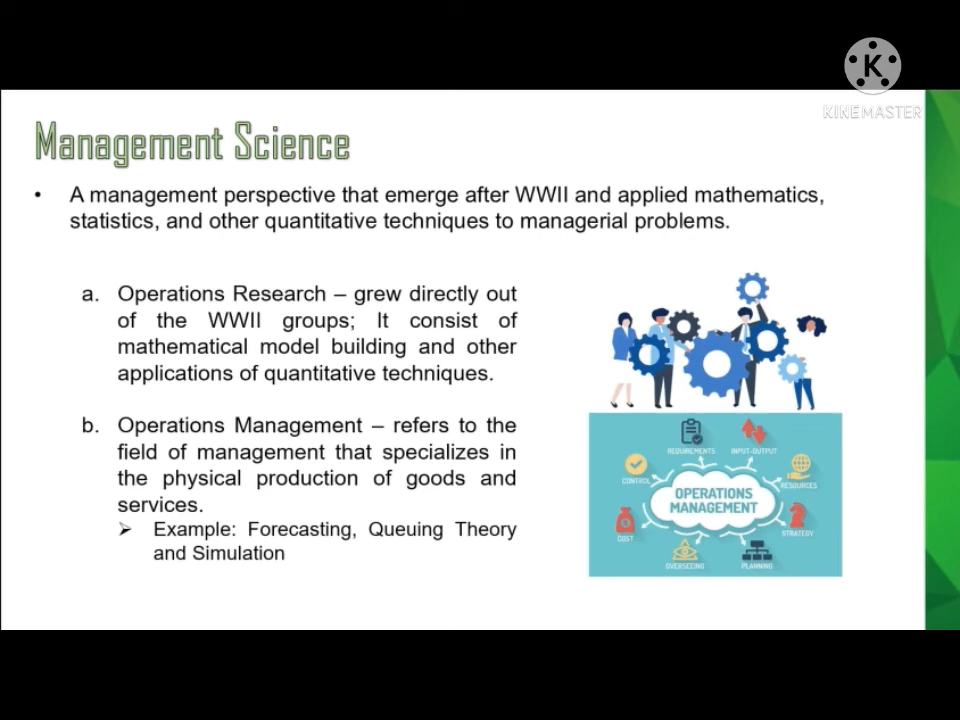 K
KINEMASTER
Management Science
• A management perspective that emerge after WWII and applied mathematics,
statistics, and other quantitative techniques to managerial problems.
a. Operations Research – grew directly out
of the WWII groups; It consist of
mathematical model building and other
applications of quantitative techniques.
b. Operations Management – refers to the
field of management that specializes in
the physical production of goods and
services.
➢ Example: Forecasting, Queuing Theory
and Simulation
REQUIREMENTS
INPUT-OUTPUT
CONTROL
RESOURCES
OPERATIONS
MANAGEMENT
COST
STRATEGY
OVERSEEING
PLANNING